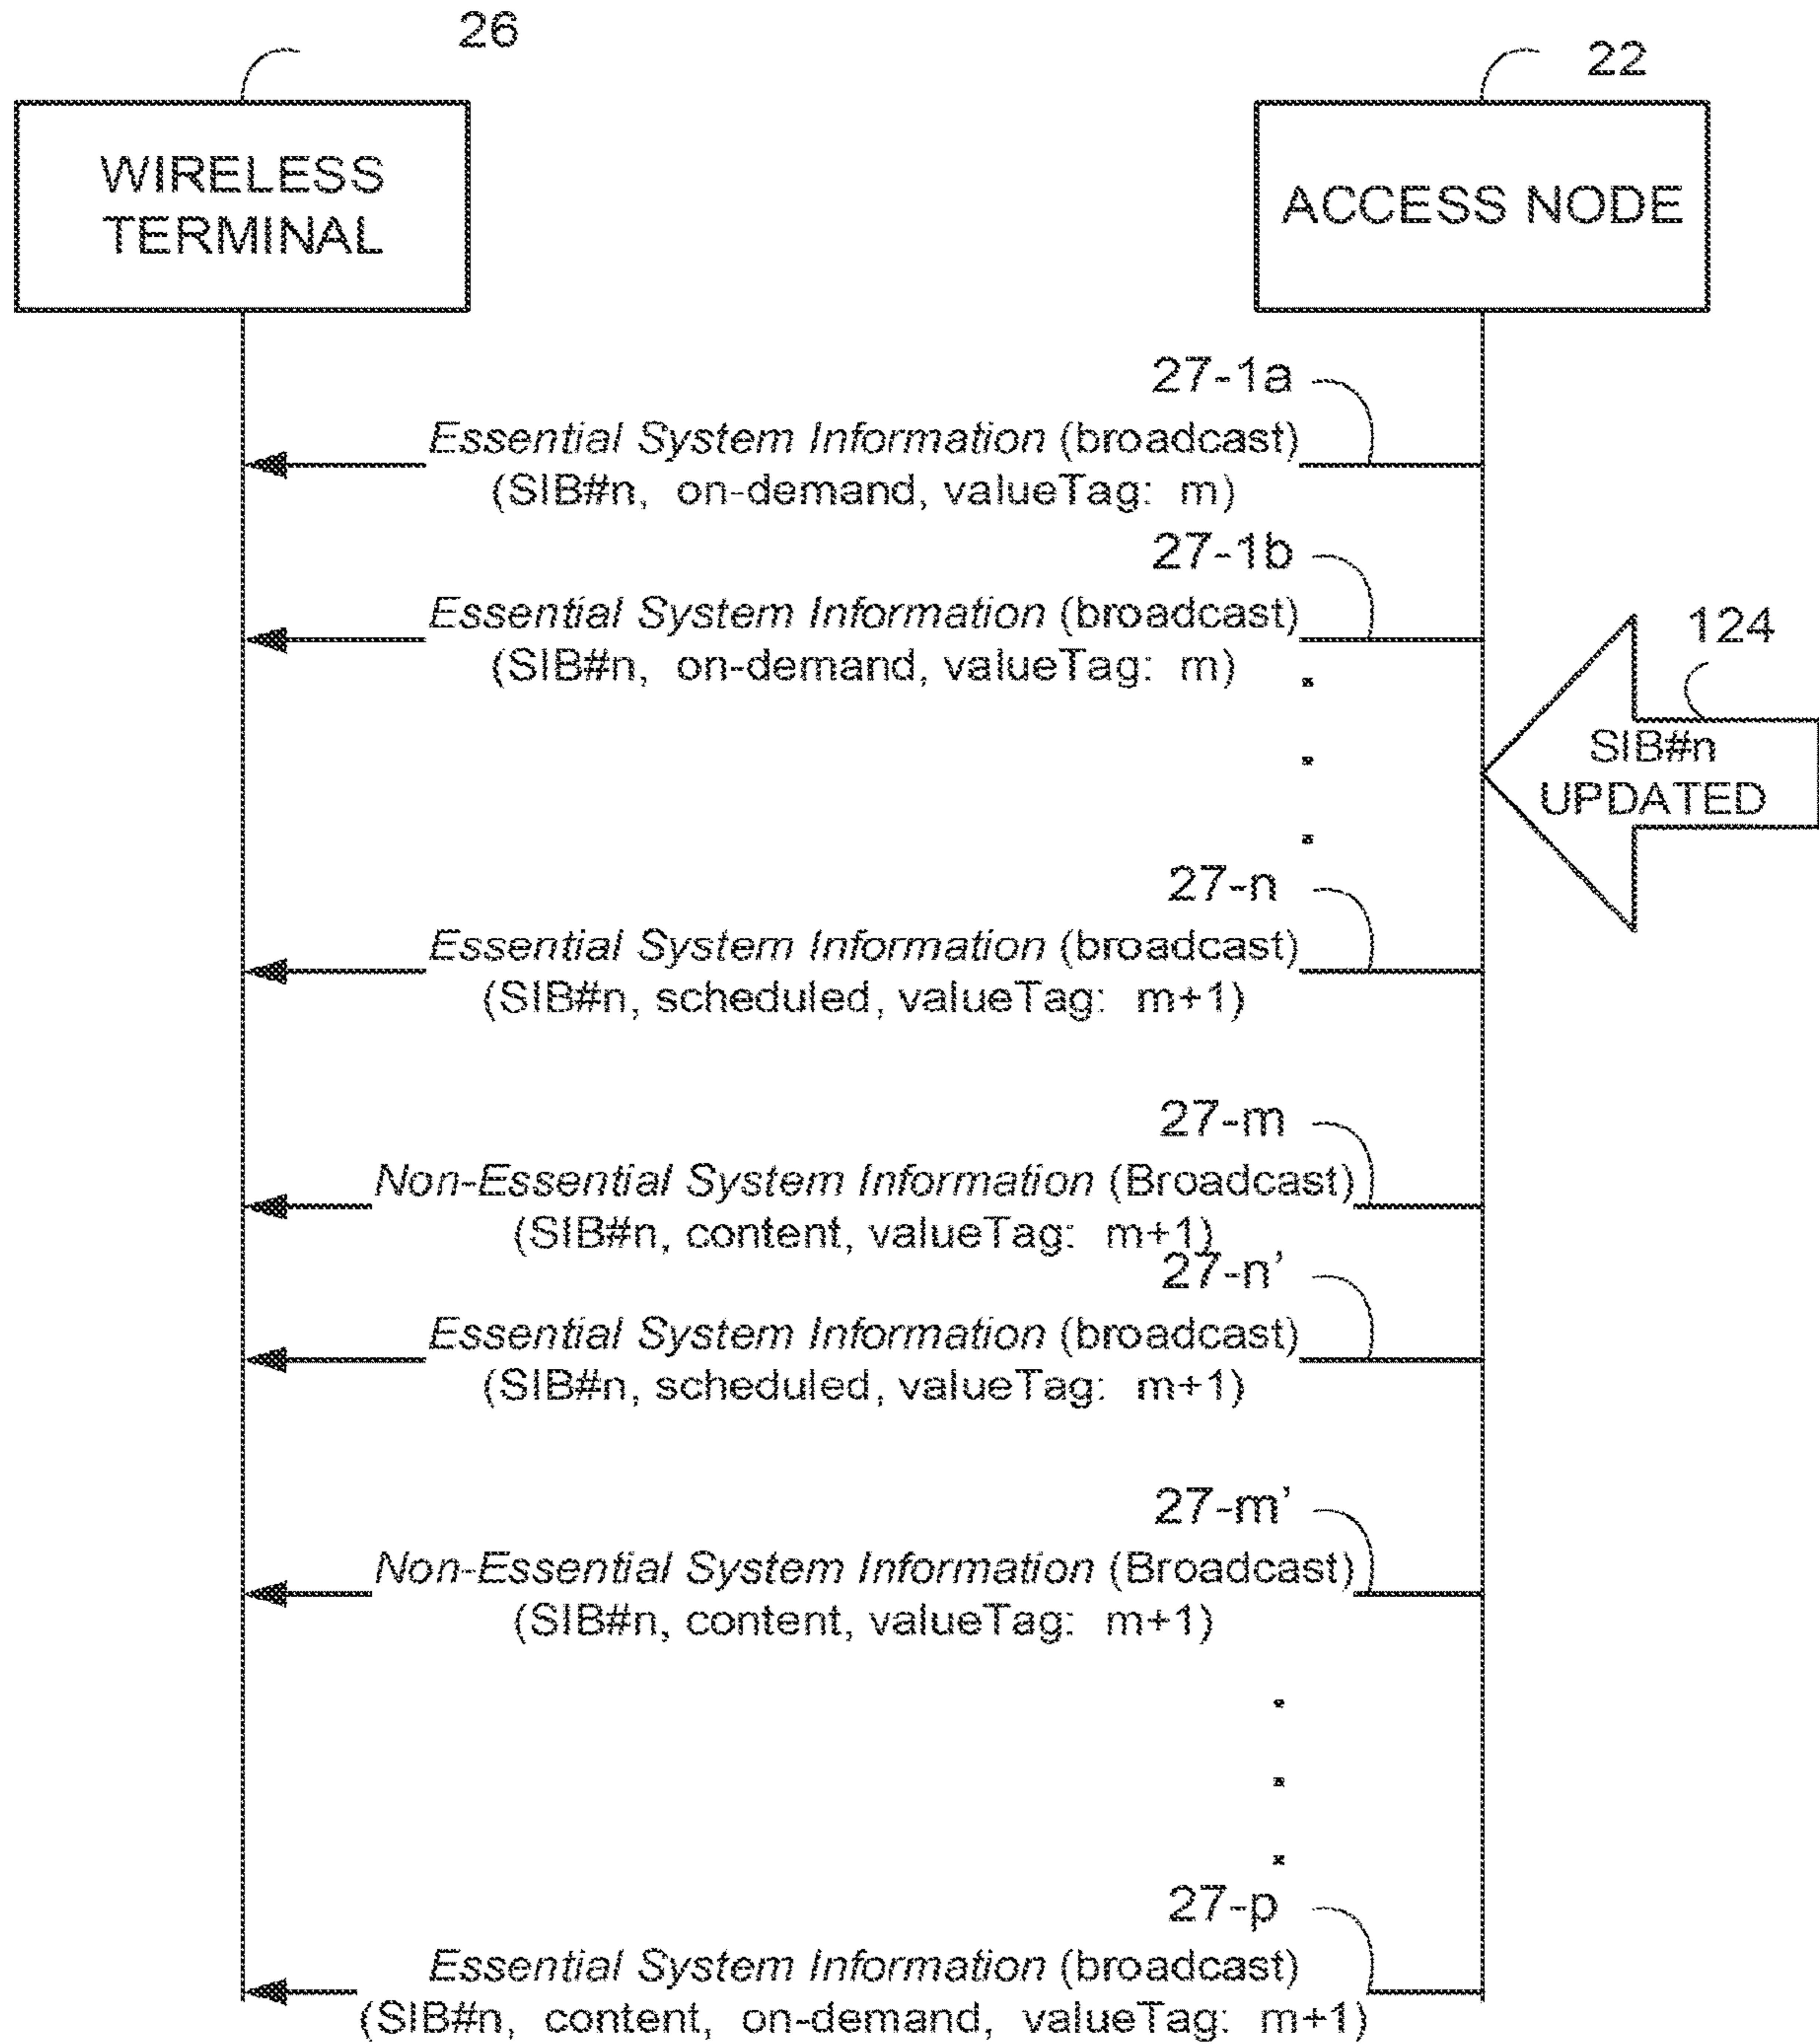 26
22
WIRELESS
TERMINAL
ACCESS NODE
27-1a
Essential System Information (broadcast)
(SIB#n, on-demand, valueTag: m)
27-1b
Essential System Information (broadcast)
(SIB#n, on-demand, valueTag: m)
124
SIB#n
UPDATED
27-n
Essential System Information (broadcast)
(SIB#n, scheduled, valueTag: m+1)
27-m
Non-Essential System Information (Broadcast)
(SIB#n, content, valueTag: m+1)
27-n’
Essential System Information (broadcast)
(SIB#n, scheduled, valueTag: m+1)
27-m’
Non-Essential System Information (Broadcast)
(SIB#n, content, valueTag: m+1)
27-p
Essential System Information (broadcast)
(SIB#n, content, on-demand, valueTag: m+1)